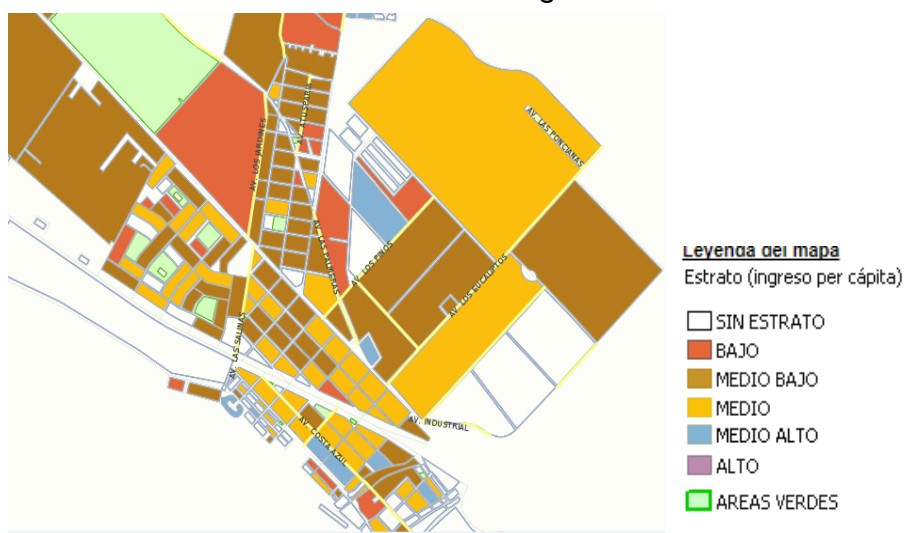 AV. LAS PONCIANAS
AV. ATUSPARIA
AV. LOS JARDINES
AV. LAS PALMERAS
AV. LOS PINOS
AV. LOS EUCALIPTOS
AV. LAS SALINAS
AV. INDUSTRIAL
AV. COSTA AZUL
Leyenda del mapa
Estrato (ingreso per cápita)
SIN ESTRATO
BAJO
MEDIO BAJO
MEDIO
MEDIO ALTO
ALTO
AREAS VERDES